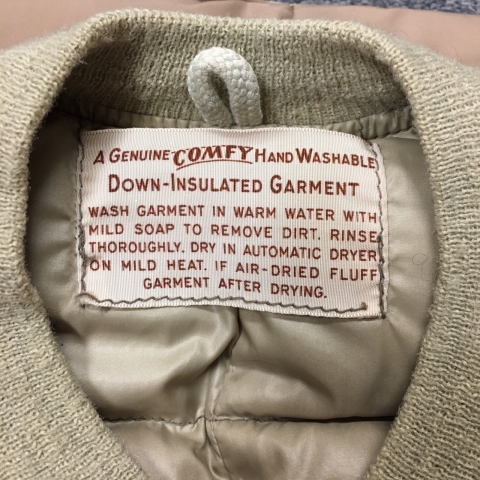 A GENUINE COMFY HAND WASHABLE
DOWN-INSULATED GARMENT
WASH GARMENT IN WARM WATER WITH
MILD SOAP TO REMOVE DIRT. RINSE
THOROUGHLY. DRY IN AUTOMATIC DRYER
ON MILD HEAT. IF AIR-DRIED FLUFF
GARMENT AFTER DRYING.